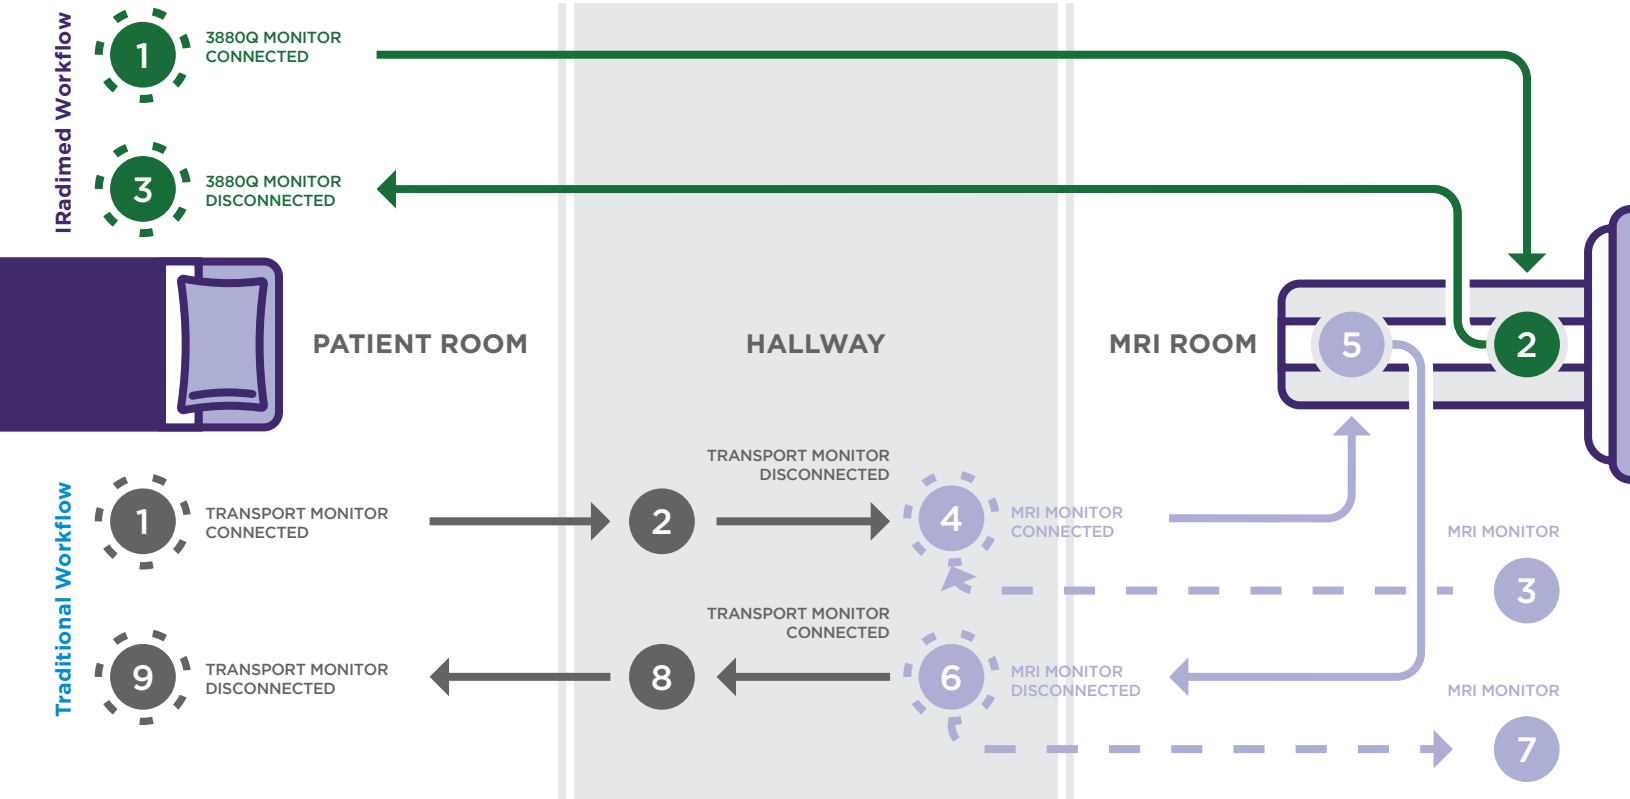 IRadimed Workflow
1
3880Q MONITOR
CONNECTED
3
3880Q MONITOR
DISCONNECTED
PATIENT ROOM
HALLWAY
MRI ROOM
5
2
Traditional Workflow
1
TRANSPORT MONITOR
CONNECTED
2
TRANSPORT MONITOR
DISCONNECTED
4
MRI MONITOR
CONNECTED
MRI MONITOR
3
9
TRANSPORT MONITOR
DISCONNECTED
8
TRANSPORT MONITOR
CONNECTED
6
MRI MONITOR
DISCONNECTED
MRI MONITOR
7